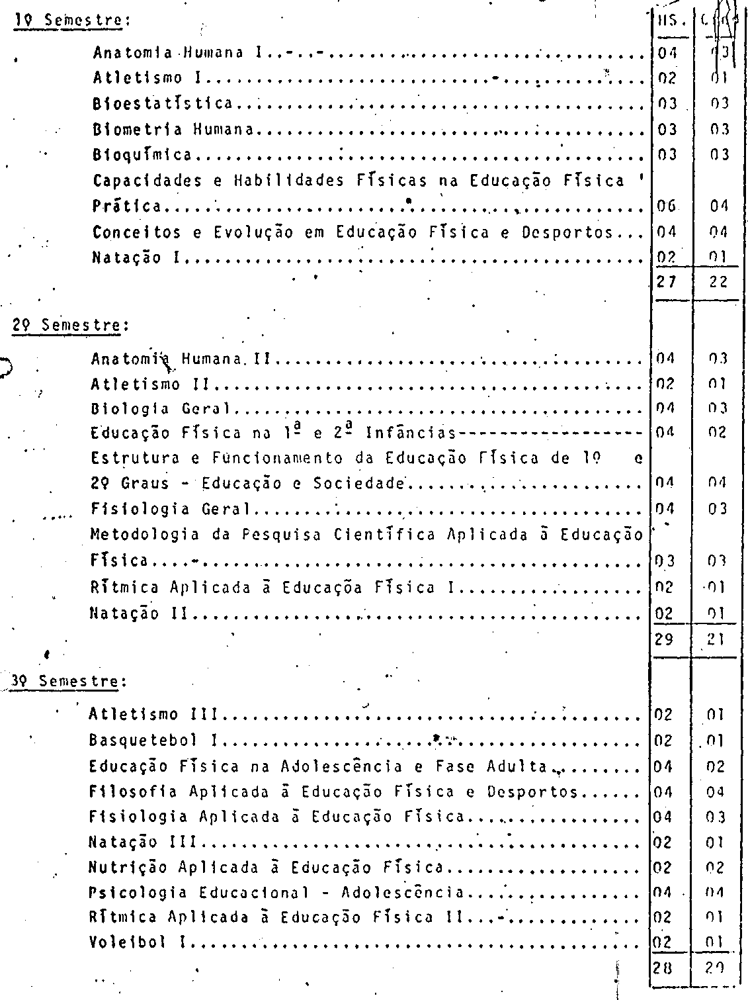 1º Semestre: HS.
Anatomia Humana I..-..-............................... 04 03
Atletismo I............................-.............. 02 01
Bioestatística........................................ 03 03
Biometria Humana...................................... 03 03
Bioquímica............................................ 03 03
Capacidades e Habilidades Físicas na Educação Física '
Prática............................................... 06 04
Conceitos e Evolução em Educação Física e Desportos... 04 04
Natação I............................................. 02 01
27 22
2º Semestre:
Anatomia Humana II.................................... 04 03
Atletismo II.......................................... 02 01
Biologia Geral........................................ 04 03
Educação Física na 1ª e 2ª Infâncias------------------ 04 02
Estrutura e Funcionamento da Educação Física de 1º e
2º Graus - Educação e Sociedade....................... 04 04
Fisiologia Geral...................................... 04 03
Metodologia da Pesquisa Científica Aplicada ã Educação
Física....-........................................... 03 03
Rítmica Aplicada ã Educaçõa Física I.................. 02 01
Natação II............................................ 02 01
29 21
3º Semestre:
Atletismo III......................................... 02 01
Basquetebol I......................................... 02 01
Educação Física na Adolescência e Fase Adulta......... 04 02
Filosofia Aplicada ã Educação Física e Desportos...... 04 04
Fisiologia Aplicada ã Educação Física................. 04 03
Natação III........................................... 02 01
Nutrição Aplicada ã Educação Física................... 02 02
Psicologia Educacional - Adolescência................. 04 04
Rítmica Aplicada ã Educação Física II...-............. 02 01
Voleibol I............................................ 02 01
28 20